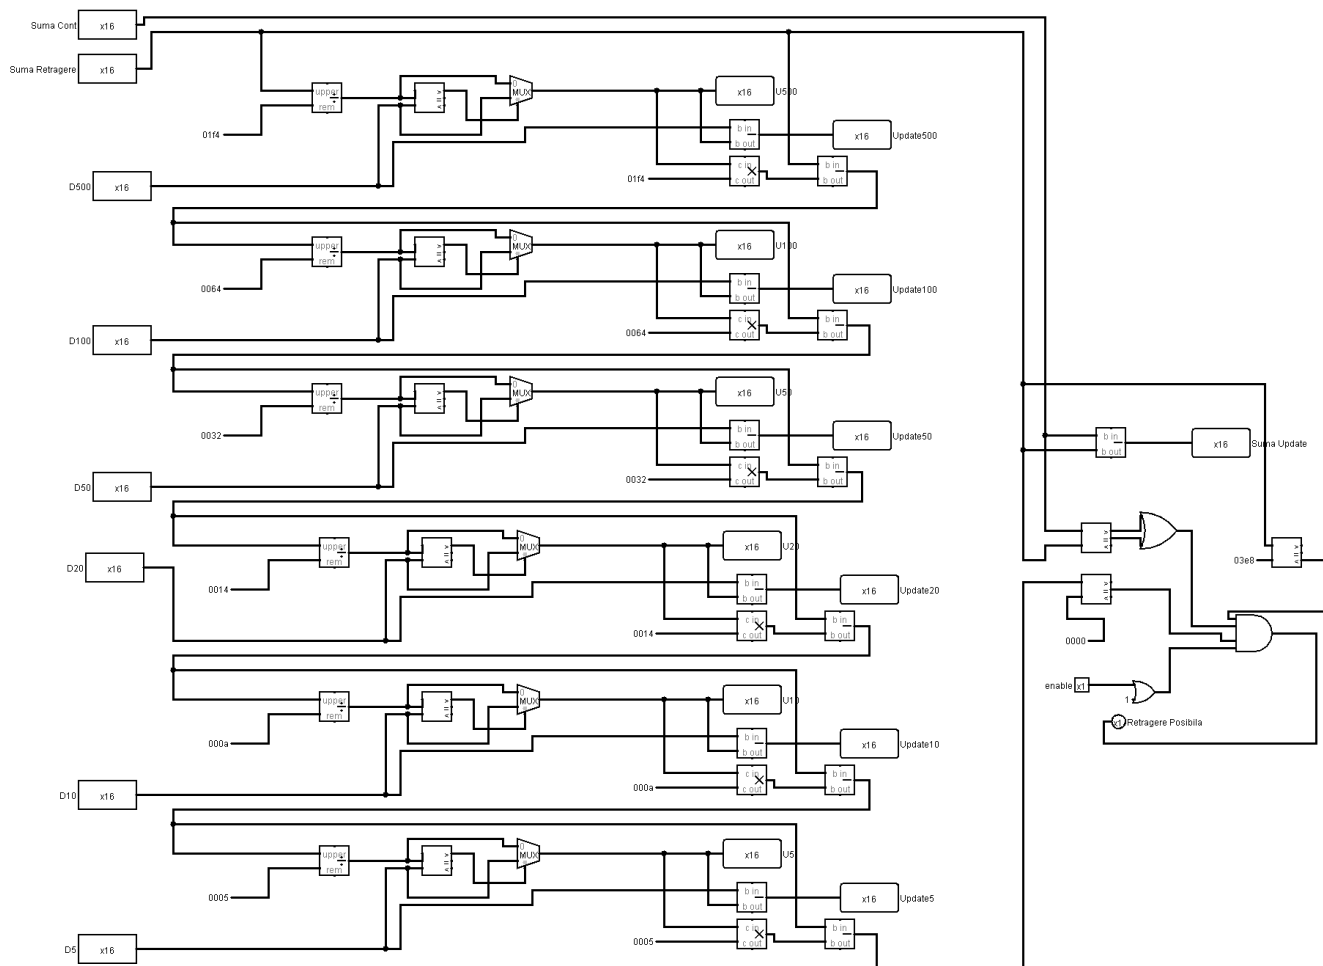 Suma Cont x16
Suma Retragere x16
upper
rem
01f4
>
=
<
0
MUX
x16 U500
b in
b out
x16 Update500
c in
c out
01f4
b in
b out
D500 x16
upper
rem
0064
>
=
<
0
MUX
x16 U100
b in
b out
x16 Update100
c in
c out
0064
b in
b out
D100 x16
upper
rem
0032
>
=
<
0
MUX
x16 U50
b in
b out
x16 Update50
c in
c out
0032
b in
b out
D50 x16
upper
rem
0014
>
=
<
0
MUX
x16 U20
b in
b out
x16 Update20
c in
c out
0014
b in
b out
D20 x16
upper
rem
000a
>
=
<
0
MUX
x16 U10
b in
b out
x16 Update10
c in
c out
000a
b in
b out
D10 x16
upper
rem
0005
>
=
<
0
MUX
x16 U5
b in
b out
x16 Update5
c in
c out
0005
b in
b out
D5 x16
b in
b out
x16 Suma Update
>
=
<
03e8
>
=
<
>
=
<
0000
enable x1
1
x1 Retragere Posibila